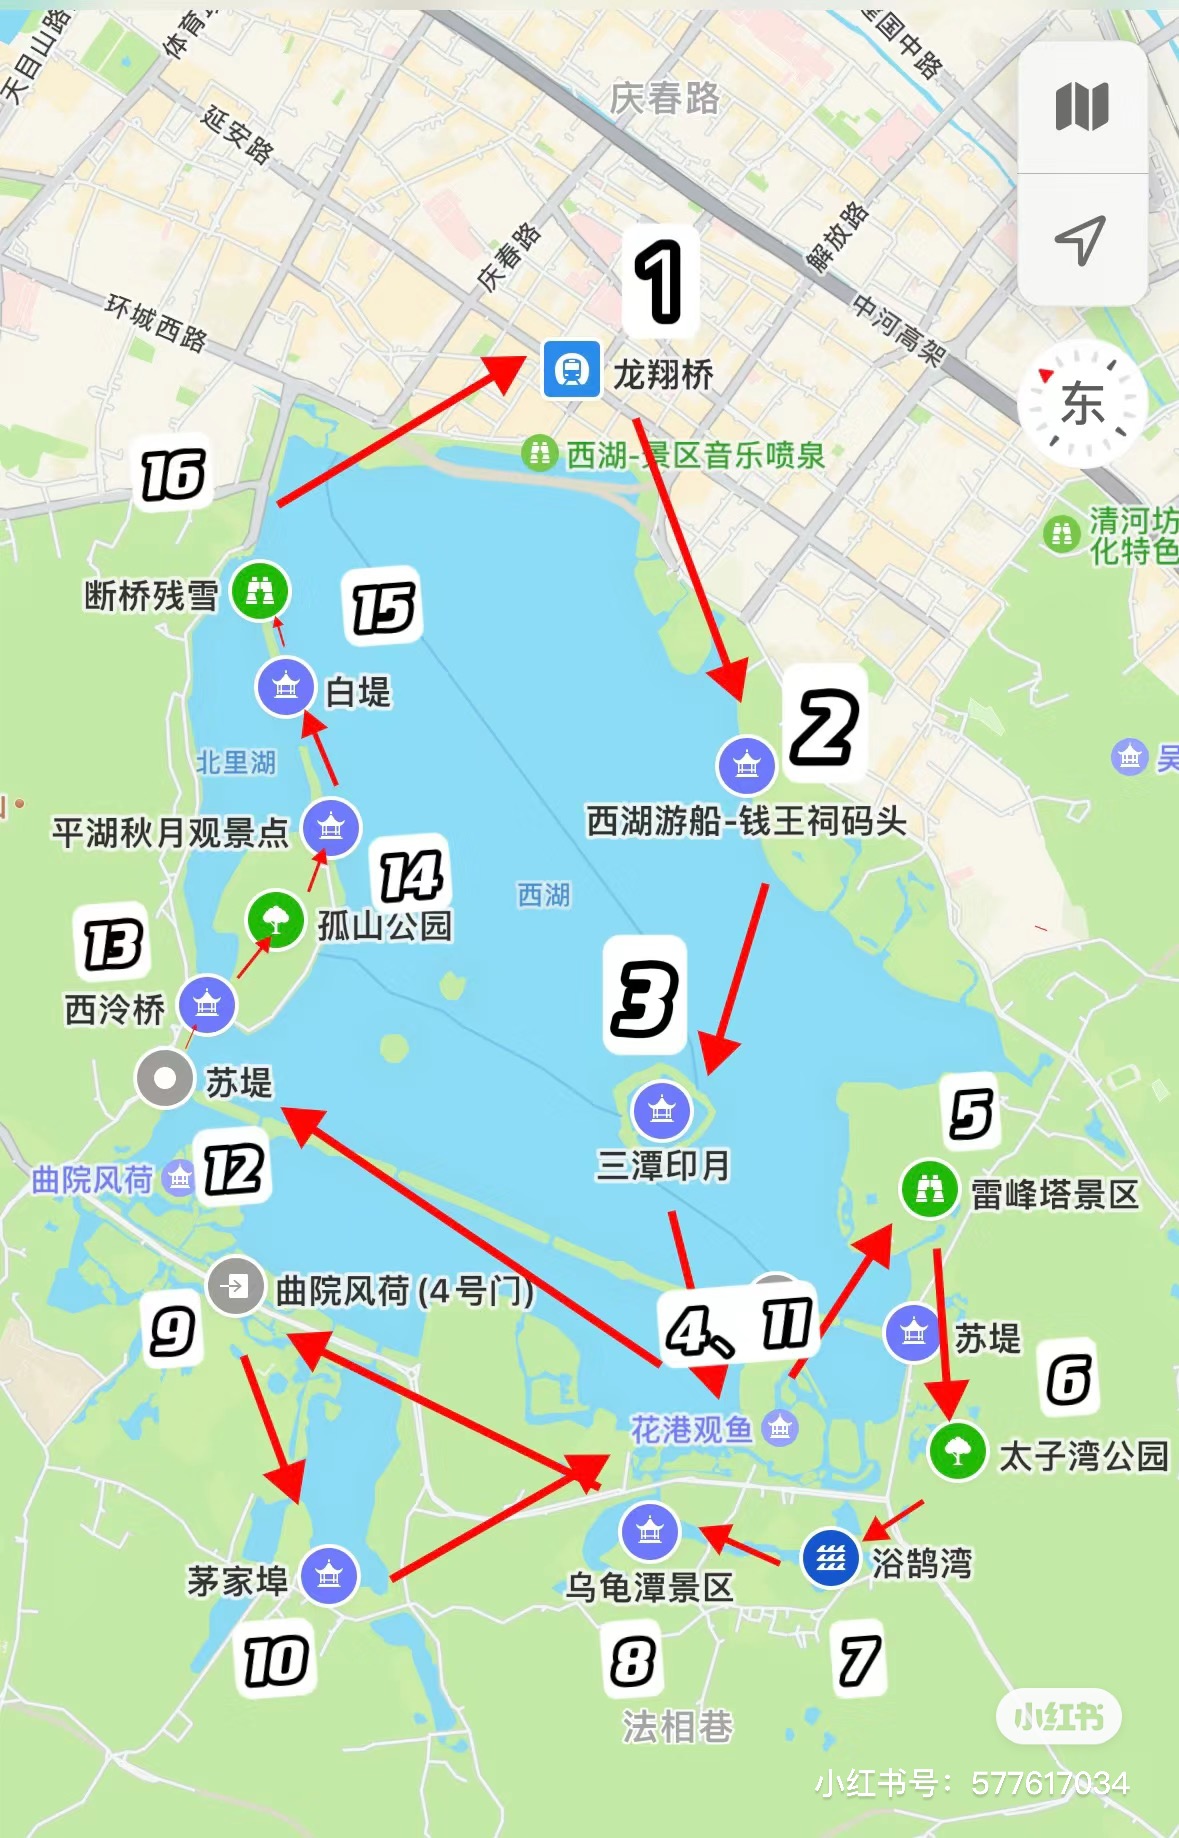 天目山路
体育场
全国中路
庆春路
延安路
庆春路
解放路
1
环城西路
中河高架
龙翔桥
东
西湖-景区音乐喷泉
16
清河坊
化特色
断桥残雪
15
白堤
2
北里湖
吴
西湖游船-钱王祠码头
平湖秋月观景点
14
西湖
孤山公园
13
3
西泠桥
苏堤
5
三潭印月
曲院风荷
12
雷峰塔景区
曲院风荷(4号门)
9
4、11
苏堤
6
花港观鱼
太子湾公园
浴鹄湾
茅家埠
乌龟潭景区
10
8
7
法相巷
小红书
小红书号：577617034